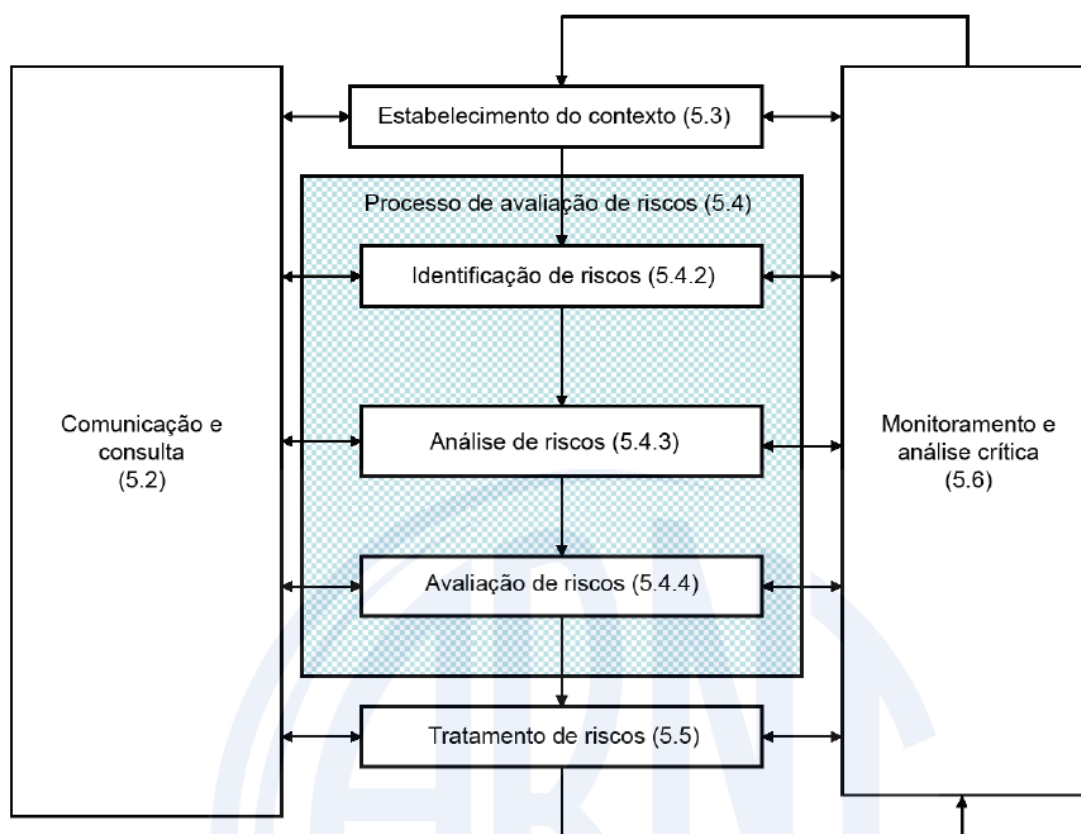 Estabelecimento do contexto (5.3)
Processo de avaliação de riscos (5.4)
Identificação de riscos (5.4.2)
Comunicação e
consulta
(5.2)
Análise de riscos (5.4.3)
Monitoramento e
análise crítica
(5.6)
Avaliação de riscos (5.4.4)
Tratamento de riscos (5.5)
ABNT